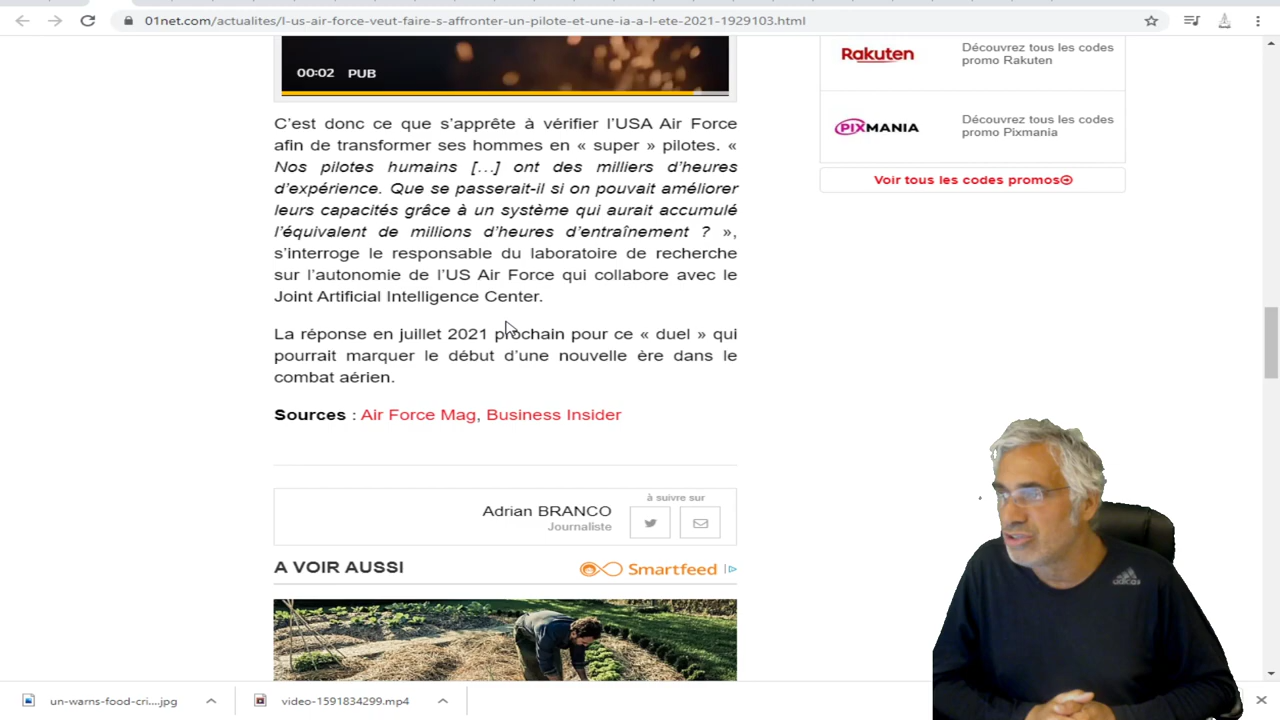 01net.com/actualites/l-us-air-force-veut-faire-s-affronter-un-pilote-et-une-ia-a-l-ete-2021-1929103.html
00:02 PUB
C'est donc ce que s'apprête à vérifier l'USA Air Force
afin de transformer ses hommes en « super » pilotes. «
Nos pilotes humains […] ont des milliers d'heures
d'expérience. Que se passerait-il si on pouvait améliorer
leurs capacités grâce à un système qui aurait accumulé
l'équivalent de millions d'heures d'entraînement ? »,
s'interroge le responsable du laboratoire de recherche
sur l'autonomie de l'US Air Force qui collabore avec le
Joint Artificial Intelligence Center.
La réponse en juillet 2021 prochain pour ce « duel » qui
pourrait marquer le début d'une nouvelle ère dans le
combat aérien.
Sources : Air Force Mag, Business Insider
à suivre sur
Adrian BRANCO
Journaliste
A VOIR AUSSI
Smartfeed
Rakuten
Découvrez tous les codes
promo Rakuten
PIXMANIA
Découvrez tous les codes
promo Pixmania
Voir tous les codes promos
adidas
un-warns-food-cri....jpg
video-1591834299.mp4